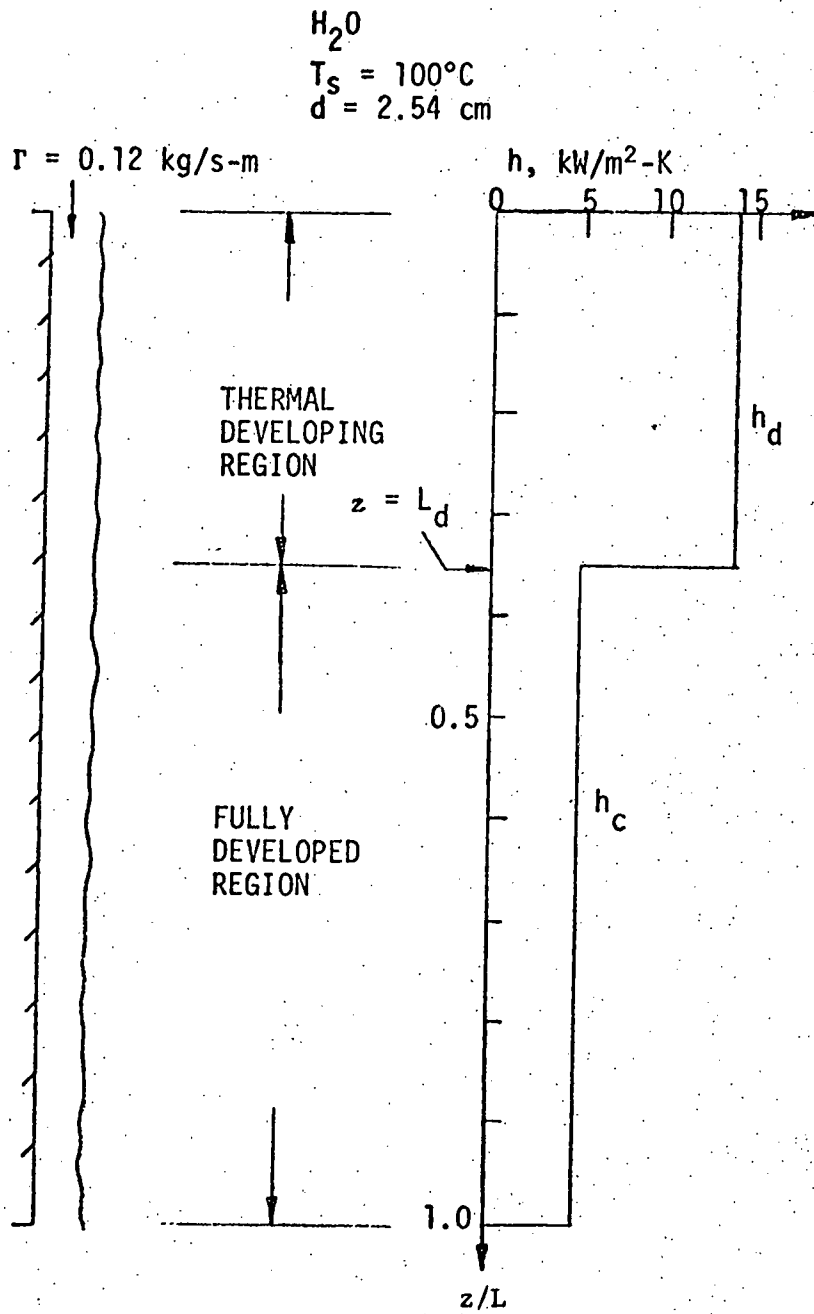 H₂O
Tₛ = 100°C
d = 2.54 cm
Γ = 0.12 kg/s-m
h, kW/m²-K
0 5 10 15
THERMAL
DEVELOPING
REGION
h_d
z = L_d
0.5
FULLY
DEVELOPED
REGION
h_c
1.0
z/L